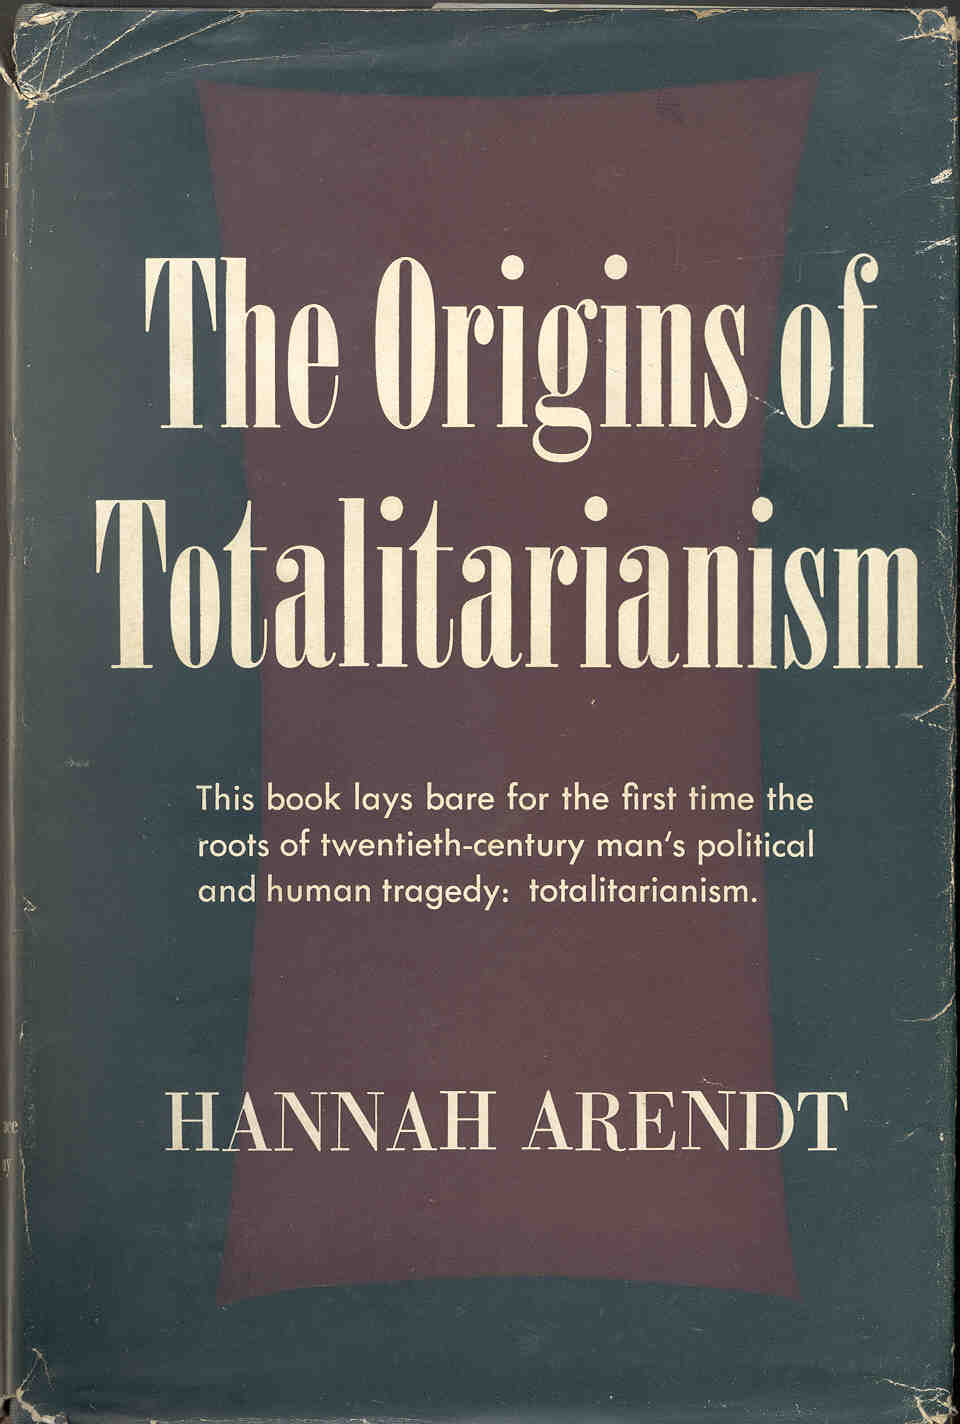 The Origins of
Totalitarianism
This book lays bare for the first time the
roots of twentieth-century man's political
and human tragedy: totalitarianism.
HANNAH ARENDT